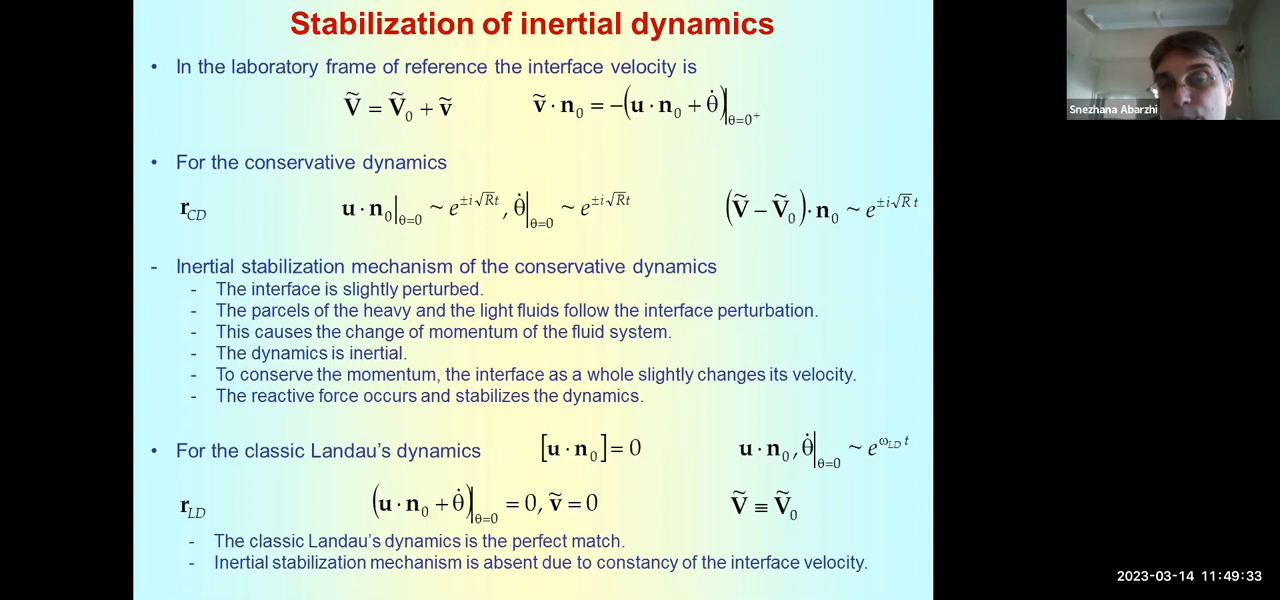 Stabilization of inertial dynamics
• In the laboratory frame of reference the interface velocity is
Ṽ = Ṽ₀ + ṽ    ṽ · n₀ = −(u · n₀ + θ̇)|θ=0⁺
• For the conservative dynamics
r_CD    u · n₀|θ=0 ~ e^{±i√R t}, θ̇|θ=0 ~ e^{±i√R t}    (Ṽ − Ṽ₀) · n₀ ~ e^{±i√R t}
- Inertial stabilization mechanism of the conservative dynamics
- The interface is slightly perturbed.
- The parcels of the heavy and the light fluids follow the interface perturbation.
- This causes the change of momentum of the fluid system.
- The dynamics is inertial.
- To conserve the momentum, the interface as a whole slightly changes its velocity.
- The reactive force occurs and stabilizes the dynamics.
• For the classic Landau's dynamics    [u · n₀] = 0    u · n₀, θ̇|θ=0 ~ e^{ω_LD t}
r_LD    (u · n₀ + θ̇)|θ=0 = 0, ṽ = 0    Ṽ ≡ Ṽ₀
- The classic Landau's dynamics is the perfect match.
- Inertial stabilization mechanism is absent due to constancy of the interface velocity.
Snezhana Abarzhi
2023-03-14 11:49:33